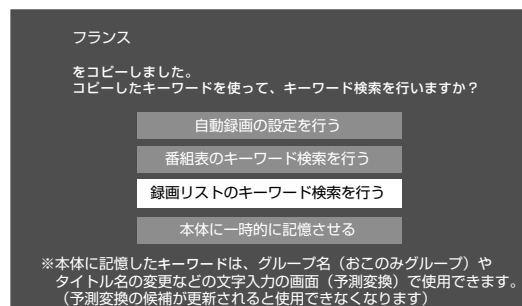 フランス
をコピーしました。
コピーしたキーワードを使って、キーワード検索を行いますか？
自動録画の設定を行う
番組表のキーワード検索を行う
録画リストのキーワード検索を行う
本体に一時的に記憶させる
※本体に記憶したキーワードは、グループ名（おこのみグループ）や
タイトル名の変更などの文字入力の画面（予測変換）で使用できます。
（予測変換の候補が更新されると使用できなくなります）